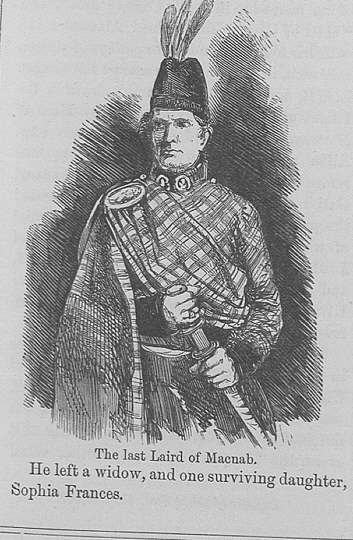 The last Laird of Macnab.
He left a widow, and one surviving daughter,
Sophia Frances.